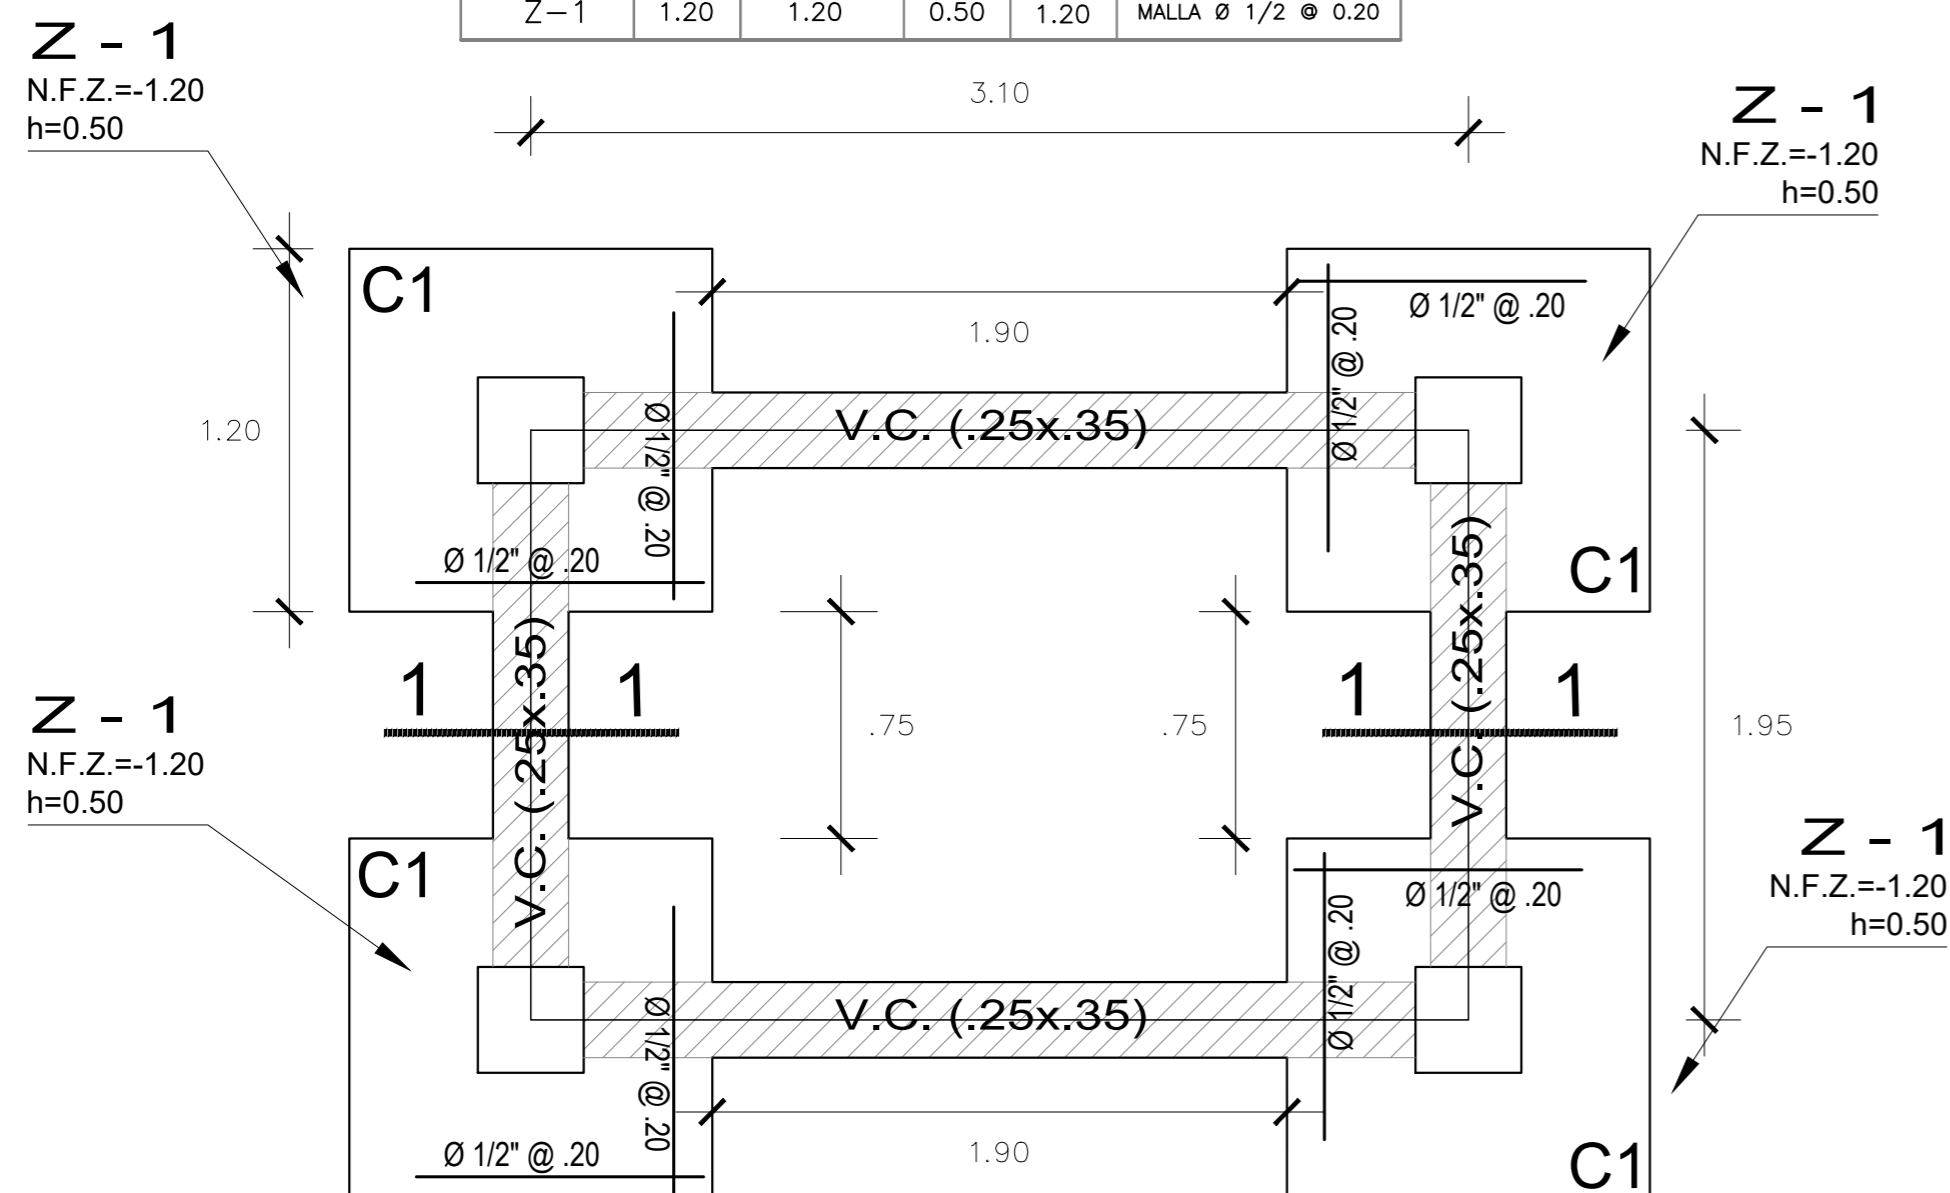 Z-1 1.20 1.20 0.50 1.20 MALLA Ø 1/2 @ 0.20
Z - 1
N.F.Z.=-1.20
h=0.50
3.10
Z - 1
N.F.Z.=-1.20
h=0.50
C1
Ø 1/2" @ .20
Ø 1/2" @ .20
1.90
1.20
V.C. (.25x.35)
Ø 1/2" @ .20
Ø 1/2" @ .20
C1
V.C. (.25x.35)
V.C. (.25x.35)
1 1
1 1
.75
.75
1.95
Z - 1
N.F.Z.=-1.20
h=0.50
Z - 1
N.F.Z.=-1.20
h=0.50
C1
Ø 1/2" @ .20
Ø 1/2" @ .20
V.C. (.25x.35)
Ø 1/2" @ .20
Ø 1/2" @ .20
1.90
C1